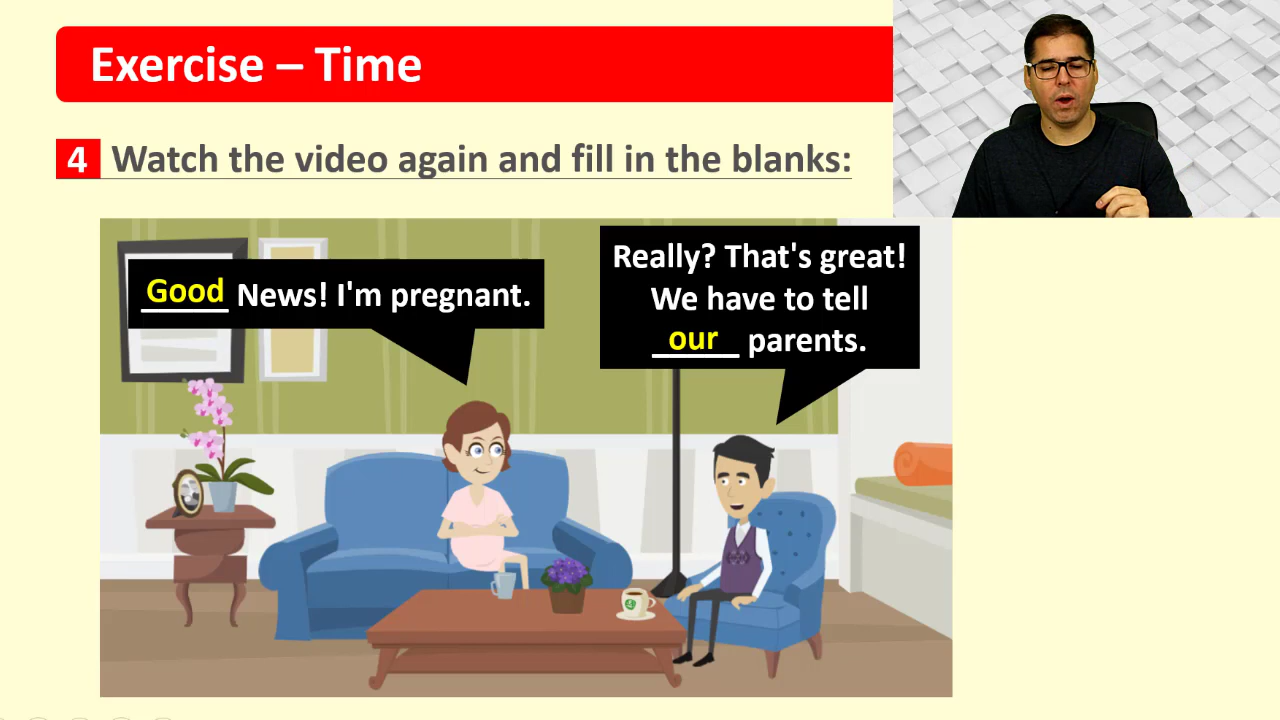 Exercise – Time
4 Watch the video again and fill in the blanks:
Good News! I'm pregnant.
Really? That's great!
We have to tell
our parents.